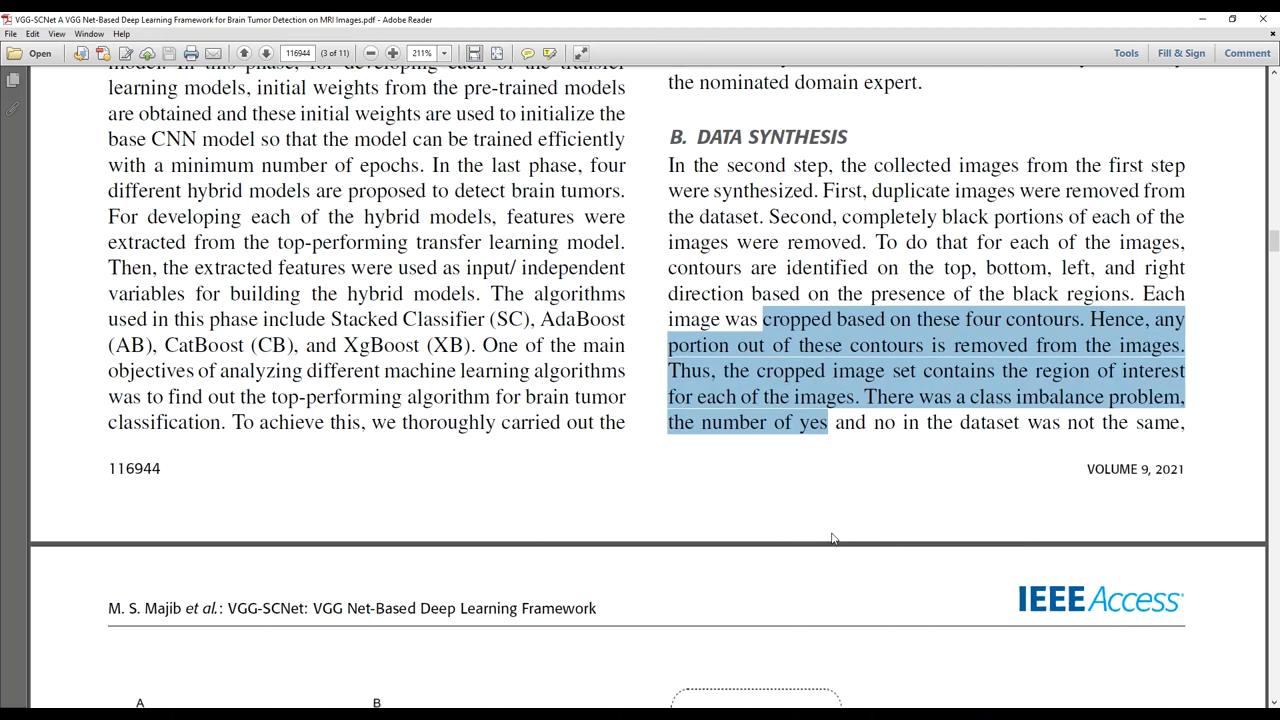 VGG-SCNet A VGG Net-Based Deep Learning Framework for Brain Tumor Detection on MRI Images.pdf - Adobe Reader
File Edit View Window Help
Open
116944
(3 of 11)
211%
Tools
Fill & Sign
Comment
learning models, initial weights from the pre-trained models
are obtained and these initial weights are used to initialize the
base CNN model so that the model can be trained efficiently
with a minimum number of epochs. In the last phase, four
different hybrid models are proposed to detect brain tumors.
For developing each of the hybrid models, features were
extracted from the top-performing transfer learning model.
Then, the extracted features were used as input/ independent
variables for building the hybrid models. The algorithms
used in this phase include Stacked Classifier (SC), AdaBoost
(AB), CatBoost (CB), and XgBoost (XB). One of the main
objectives of analyzing different machine learning algorithms
was to find out the top-performing algorithm for brain tumor
classification. To achieve this, we thoroughly carried out the
the nominated domain expert.
B. DATA SYNTHESIS
In the second step, the collected images from the first step
were synthesized. First, duplicate images were removed from
the dataset. Second, completely black portions of each of the
images were removed. To do that for each of the images,
contours are identified on the top, bottom, left, and right
direction based on the presence of the black regions. Each
image was cropped based on these four contours. Hence, any
portion out of these contours is removed from the images.
Thus, the cropped image set contains the region of interest
for each of the images. There was a class imbalance problem,
the number of yes and no in the dataset was not the same,
116944
VOLUME 9, 2021
M. S. Majib et al.: VGG-SCNet: VGG Net-Based Deep Learning Framework
IEEE Access
A
B